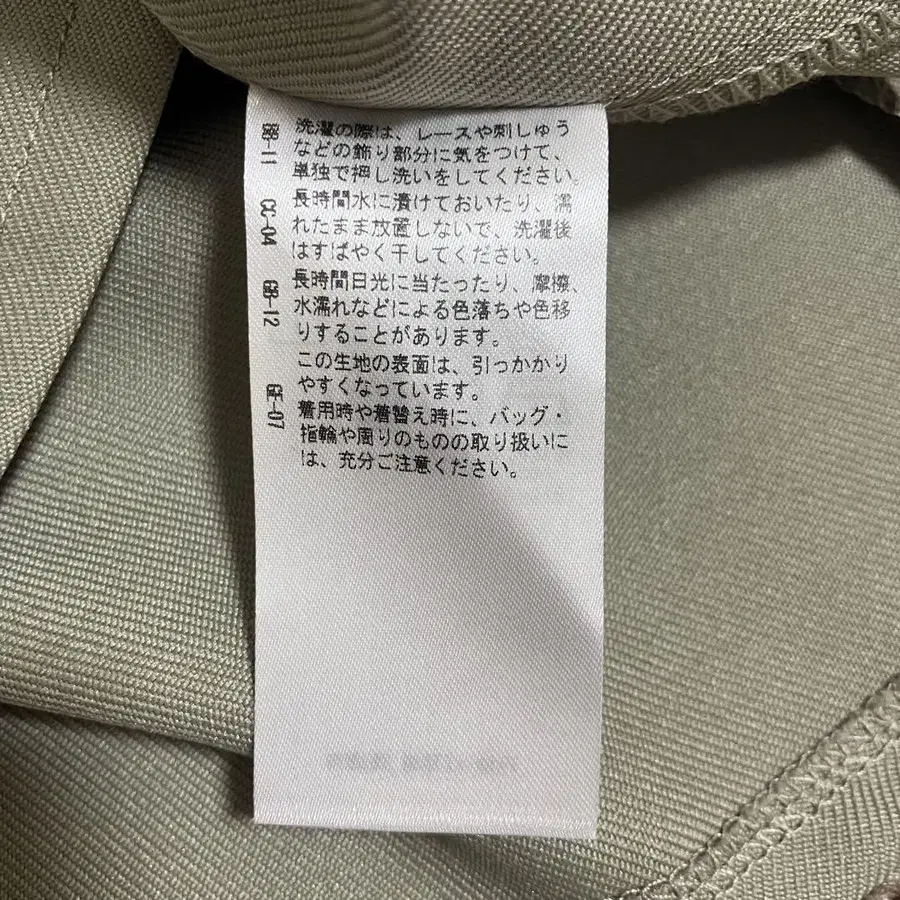 洗濯の際は、レースや刺しゅう
などの飾り部分に気をつけて、
単独で押し洗いをしてください。
長時間水に漬けておいたり、濡
れたまま放置しないで、洗濯後
はすばやく干してください。
長時間日光に当たったり、摩擦、
水濡れなどによる色落ちや色移
りすることがあります。
この生地の表面は、引っかかり
やすくなっています。
着用時や着替え時に、バッグ・
指輪や周りのものの取り扱いに
は、充分ご注意ください。